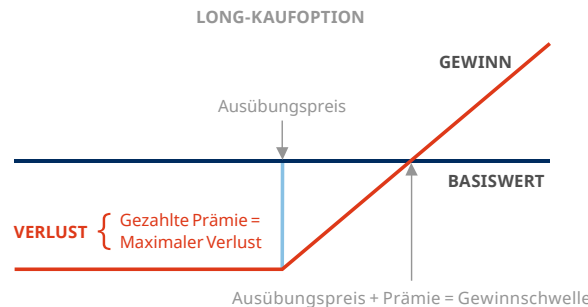 LONG-KAUFOPTION
GEWINN
Ausübungspreis
BASISWERT
VERLUST { Gezahlte Prämie =
Maximaler Verlust
Ausübungspreis + Prämie = Gewinnschwelle